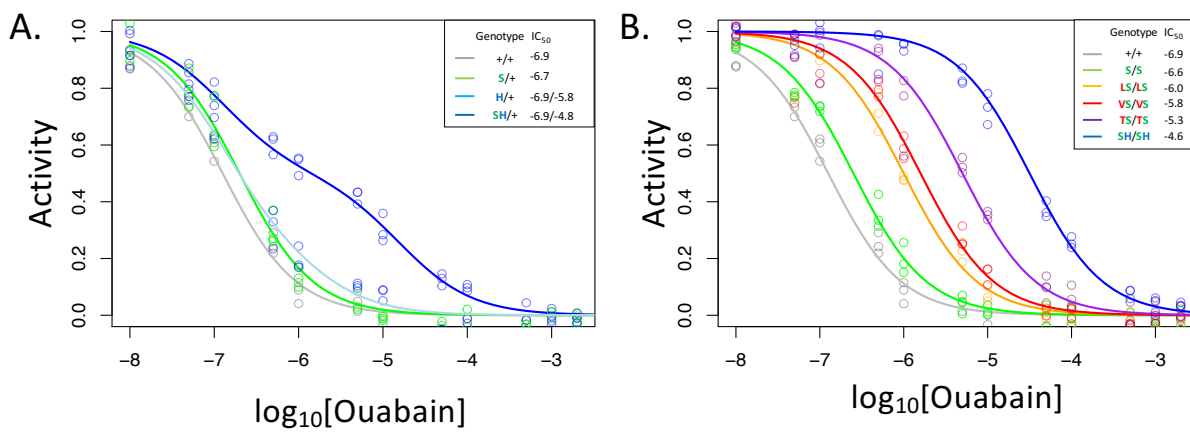 A.
Genotype IC50
+/+ -6.9
S/+ -6.7
H/+ -6.9/-5.8
SH/+ -6.9/-4.8
Activity
1.0
0.8
0.6
0.4
0.2
0.0
-8 -7 -6 -5 -4 -3
log10[Ouabain]
B.
Genotype IC50
+/+ -6.9
S/S -6.6
LS/LS -6.0
VS/VS -5.8
TS/TS -5.3
SH/SH -4.6
Activity
1.0
0.8
0.6
0.4
0.2
0.0
-8 -7 -6 -5 -4 -3
log10[Ouabain]